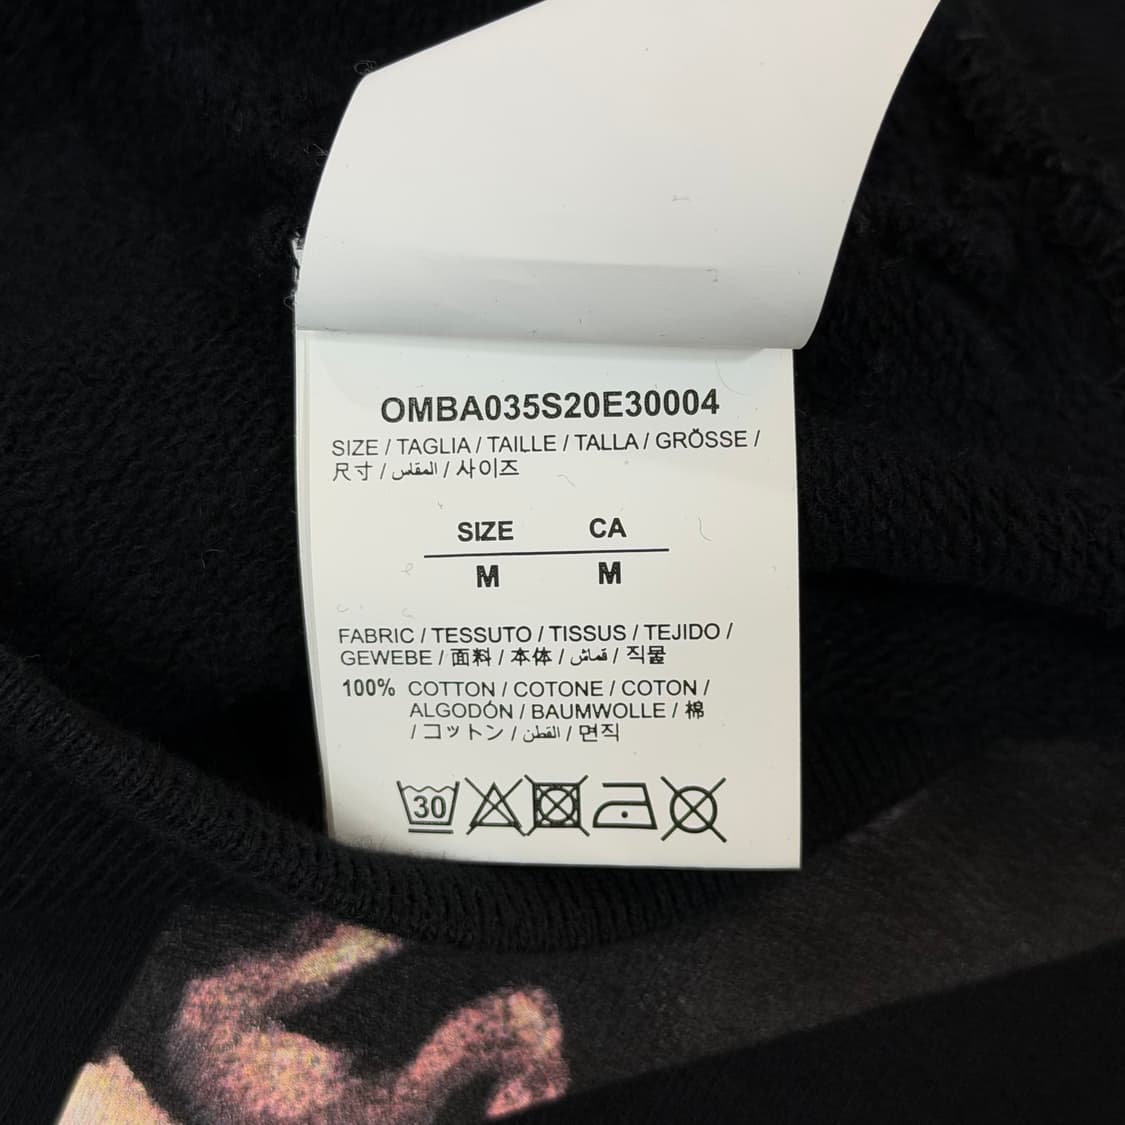 OMBA035S20E30004
SIZE / TAGLIA / TAILLE / TALLA / GRÖSSE /
尺寸 / المقاس / 사이즈
SIZE CA
M M
FABRIC / TESSUTO / TISSUS / TEJIDO /
GEWEBE / 面料 / 本体 / قماش / 직물
100% COTTON / COTONE / COTON /
ALGODÓN / BAUMWOLLE / 棉
/ コットン / القطن / 면직
30